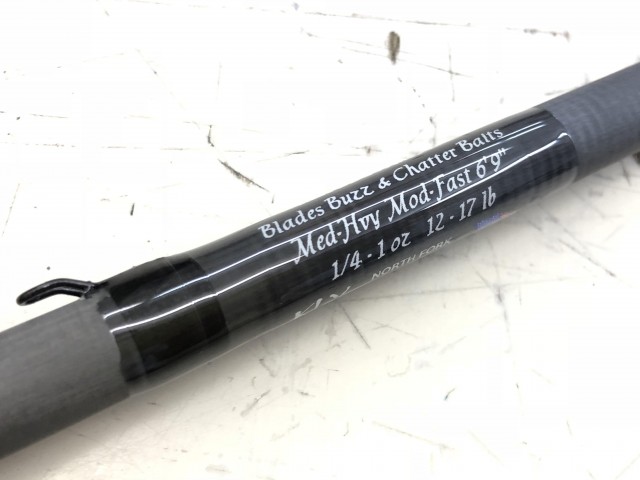 Blades Buzz & Chatter Baits
Med-Hvy Mod-Fast 6'9"
1/4 - 1 oz 12 - 17 lb
NORTH FORK